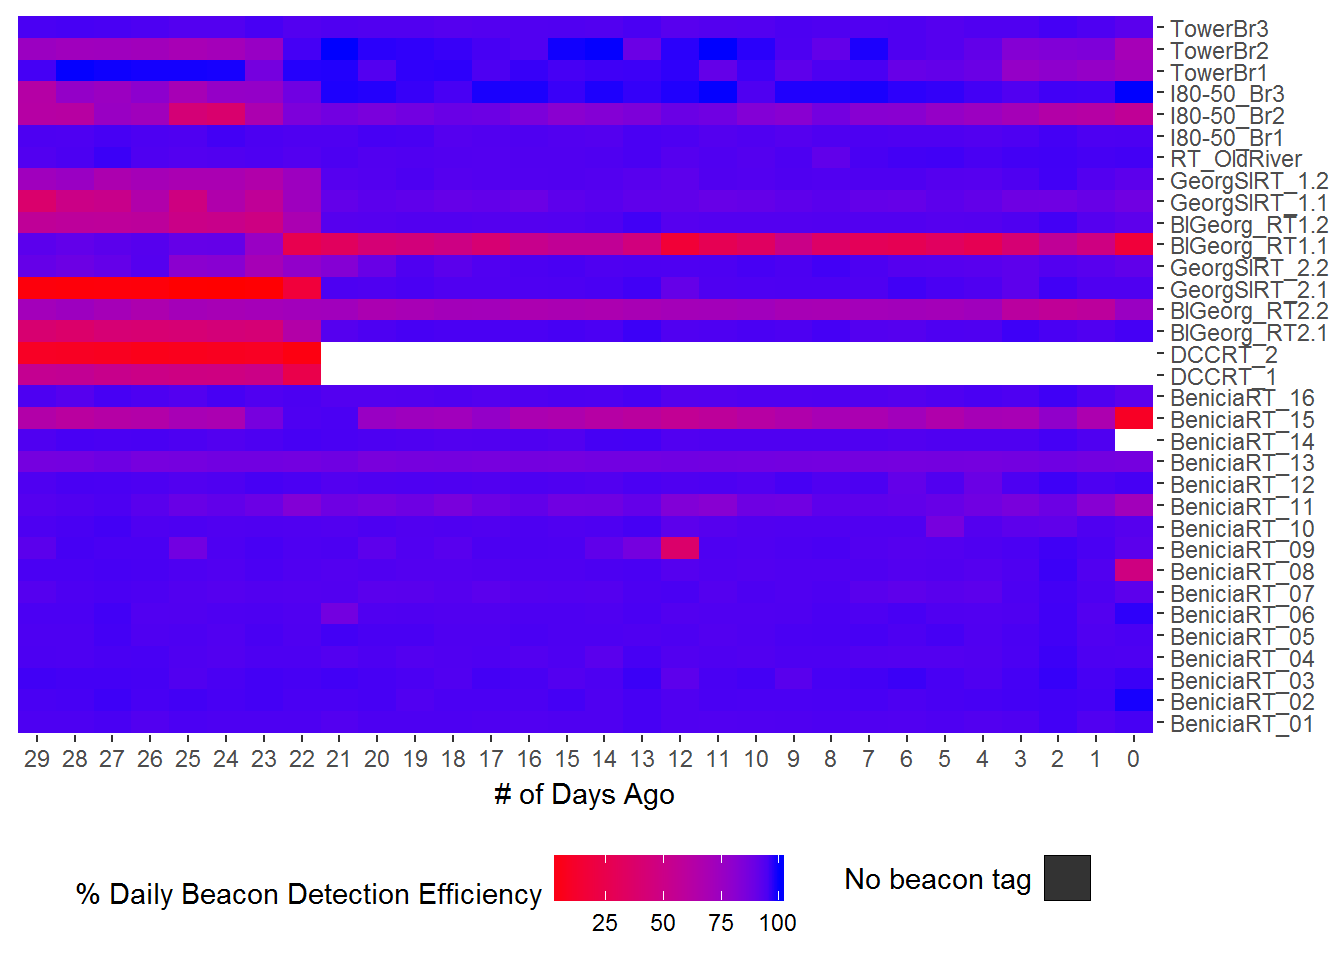 TowerBr3
TowerBr2
TowerBr1
I80-50_Br3
I80-50_Br2
I80-50_Br1
RT_OldRiver
GeorgSlRT_1.2
GeorgSlRT_1.1
BlGeorg_RT1.2
BlGeorg_RT1.1
GeorgSlRT_2.2
GeorgSlRT_2.1
BlGeorg_RT2.2
BlGeorg_RT2.1
DCCRT_2
DCCRT_1
BeniciaRT_16
BeniciaRT_15
BeniciaRT_14
BeniciaRT_13
BeniciaRT_12
BeniciaRT_11
BeniciaRT_10
BeniciaRT_09
BeniciaRT_08
BeniciaRT_07
BeniciaRT_06
BeniciaRT_05
BeniciaRT_04
BeniciaRT_03
BeniciaRT_02
BeniciaRT_01
29 28 27 26 25 24 23 22 21 20 19 18 17 16 15 14 13 12 11 10 9 8 7 6 5 4 3 2 1 0
# of Days Ago
% Daily Beacon Detection Efficiency
25 50 75 100
No beacon tag